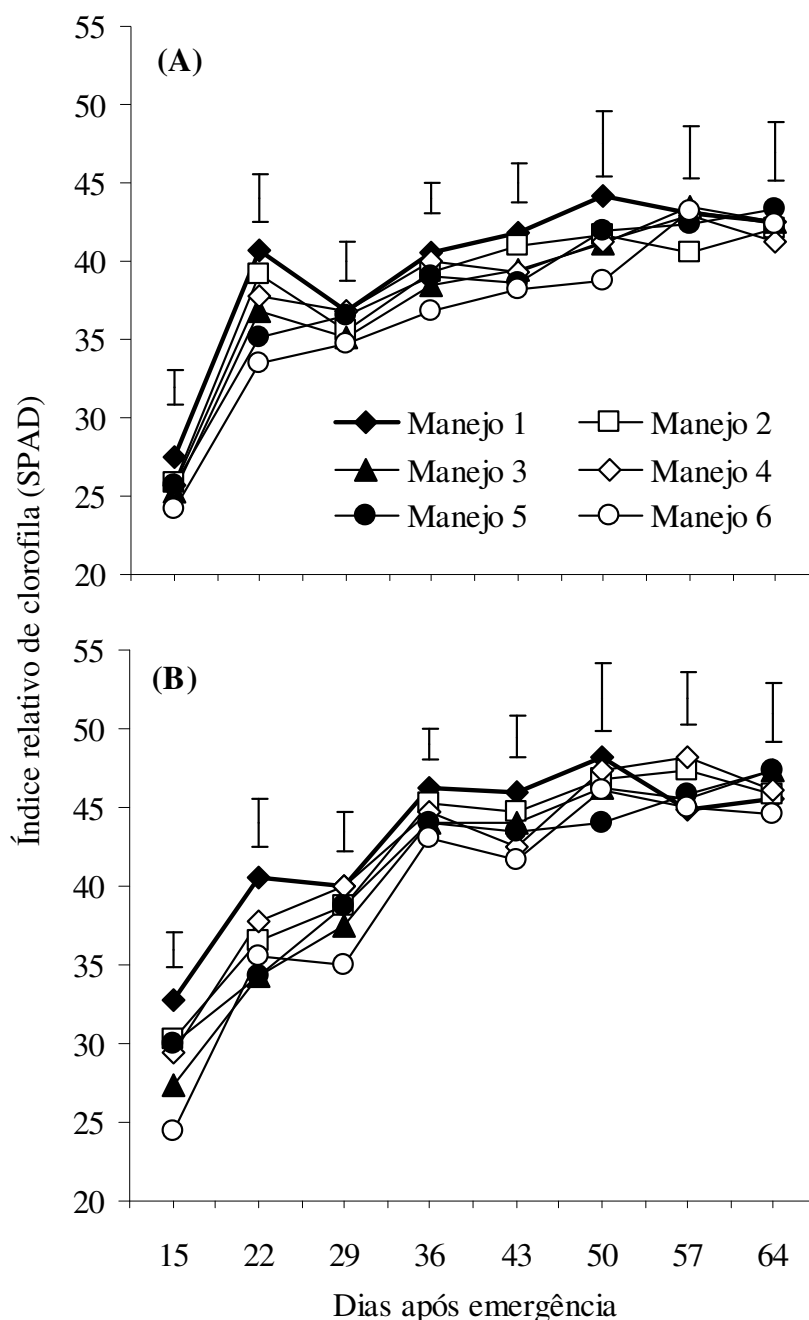 55
(A)
50
45
40
35
30
25
20
Manejo 1 Manejo 2
Manejo 3 Manejo 4
Manejo 5 Manejo 6
Índice relativo de clorofila (SPAD)
55
(B)
50
45
40
35
30
25
20
15 22 29 36 43 50 57 64
Dias após emergência